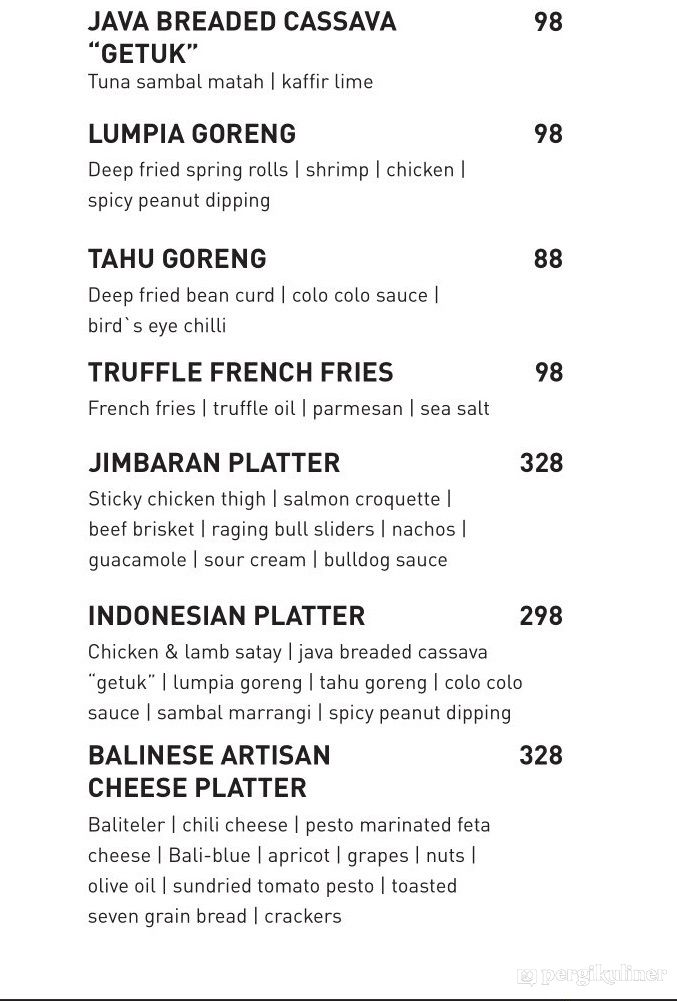 JAVA BREADED CASSAVA 98
“GETUK”
Tuna sambal matah | kaffir lime
LUMPIA GORENG 98
Deep fried spring rolls | shrimp | chicken |
spicy peanut dipping
TAHU GORENG 88
Deep fried bean curd | colo colo sauce |
bird`s eye chilli
TRUFFLE FRENCH FRIES 98
French fries | truffle oil | parmesan | sea salt
JIMBARAN PLATTER 328
Sticky chicken thigh | salmon croquette |
beef brisket | raging bull sliders | nachos |
guacamole | sour cream | bulldog sauce
INDONESIAN PLATTER 298
Chicken & lamb satay | java breaded cassava
“getuk” | lumpia goreng | tahu goreng | colo colo
sauce | sambal marrangi | spicy peanut dipping
BALINESE ARTISAN 328
CHEESE PLATTER
Baliteler | chili cheese | pesto marinated feta
cheese | Bali-blue | apricot | grapes | nuts |
olive oil | sundried tomato pesto | toasted
seven grain bread | crackers
pergikuliner